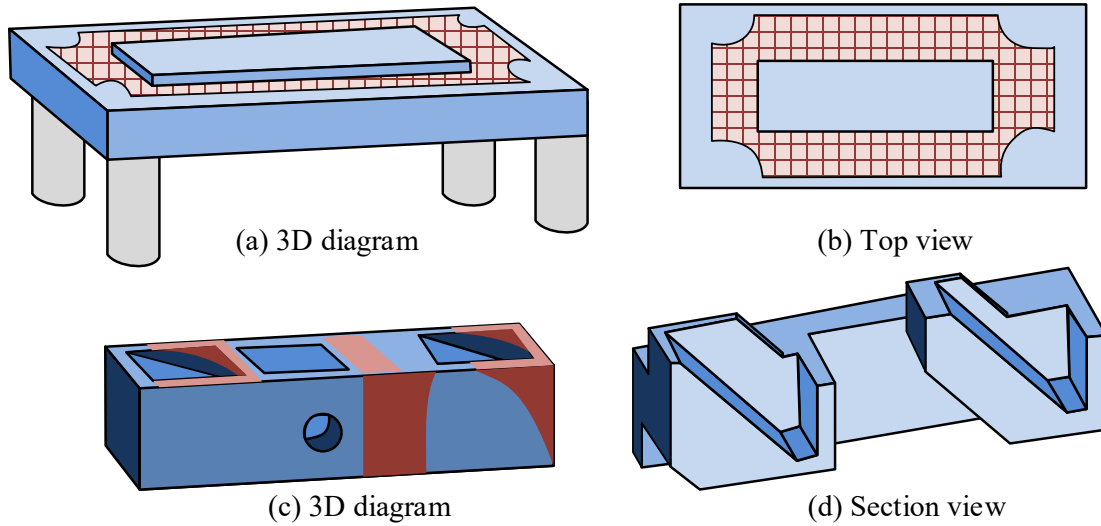 (a) 3D diagram
(b) Top view
(c) 3D diagram
(d) Section view